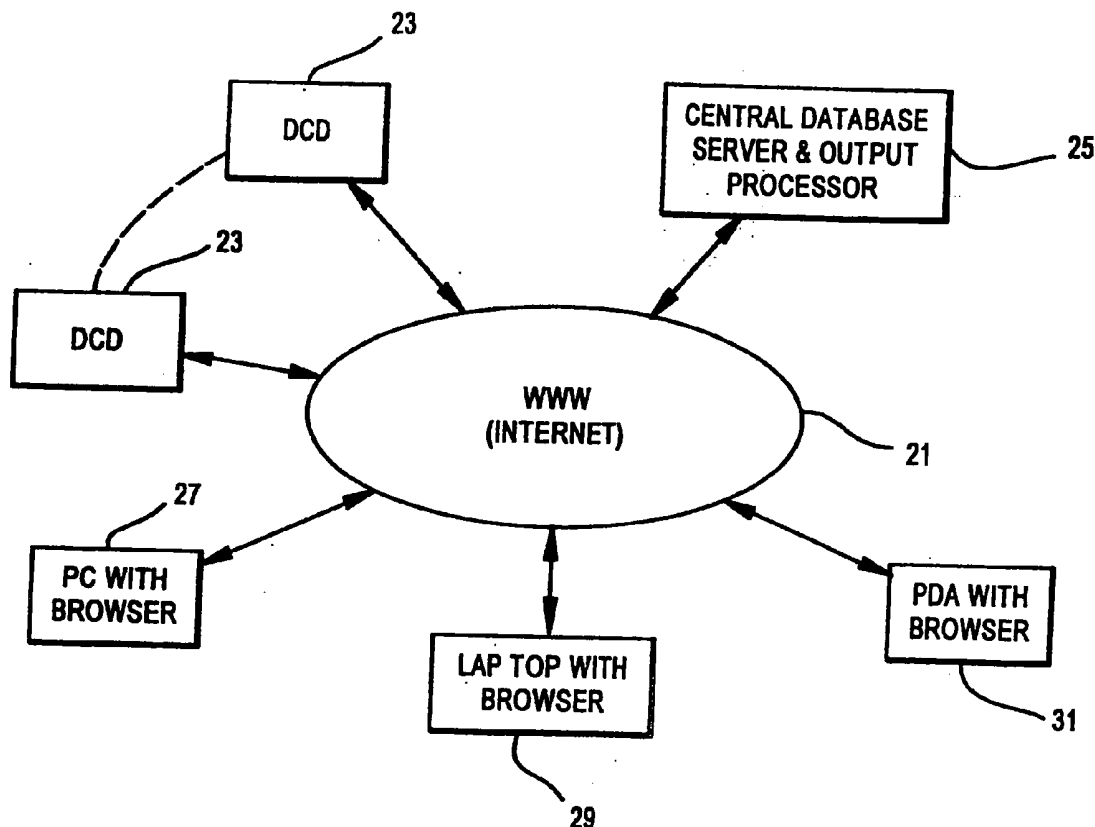 23
DCD
CENTRAL DATABASE
SERVER & OUTPUT
PROCESSOR
25
23
DCD
WWW
(INTERNET)
21
27
PC WITH
BROWSER
LAP TOP WITH
BROWSER
29
PDA WITH
BROWSER
31